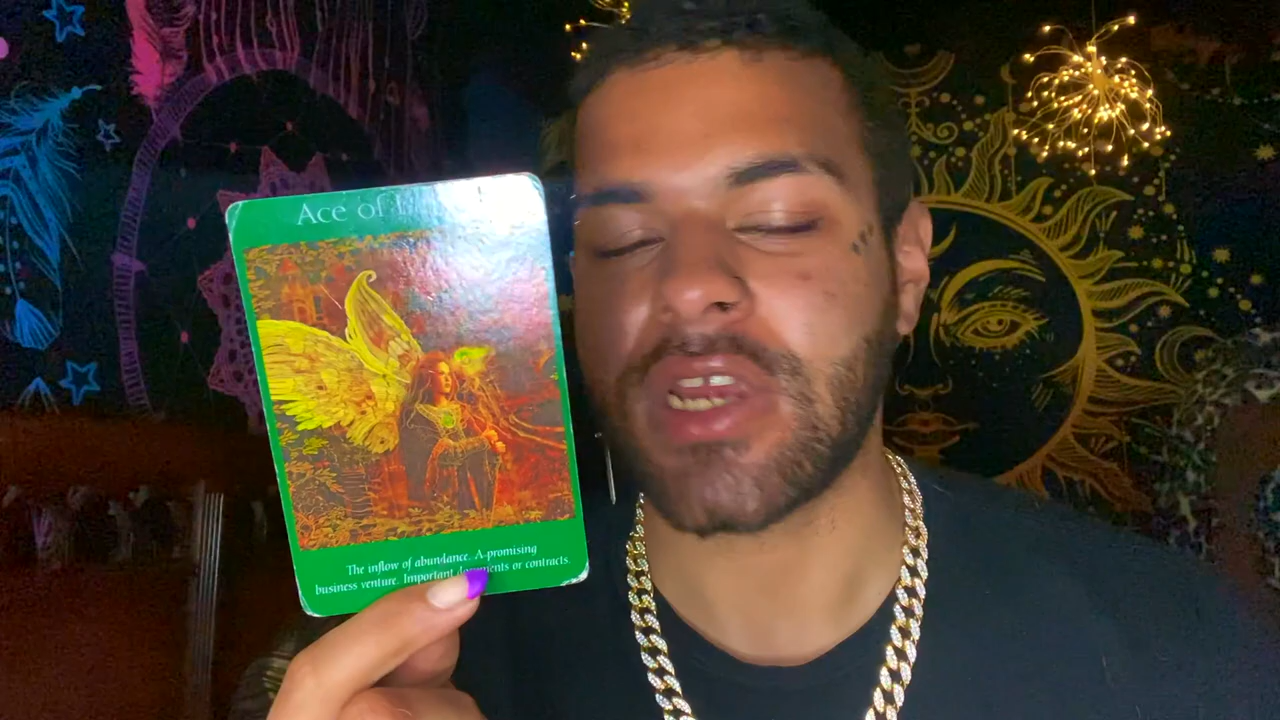 Ace of
The inflow of abundance. A promising
business venture. Important documents or contracts.